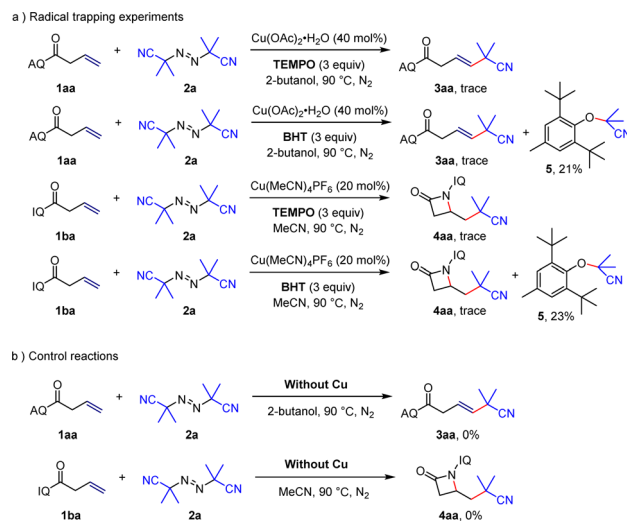 a ) Radical trapping experiments
O AQ 1aa + NC N=N CN 2a Cu(OAc)₂•H₂O (40 mol%) TEMPO (3 equiv) 2-butanol, 90 °C, N₂ O AQ CN 3aa, trace
O AQ 1aa + NC N=N CN 2a Cu(OAc)₂•H₂O (40 mol%) BHT (3 equiv) 2-butanol, 90 °C, N₂ O AQ CN 3aa, trace + O CN 5, 21%
O IQ 1ba + NC N=N CN 2a Cu(MeCN)₄PF₆ (20 mol%) TEMPO (3 equiv) MeCN, 90 °C, N₂ O N IQ CN 4aa, trace
O IQ 1ba + NC N=N CN 2a Cu(MeCN)₄PF₆ (20 mol%) BHT (3 equiv) MeCN, 90 °C, N₂ O N IQ CN 4aa, trace + O CN 5, 23%
b ) Control reactions
O AQ 1aa + NC N=N CN 2a Without Cu 2-butanol, 90 °C, N₂ O AQ CN 3aa, 0%
O IQ 1ba + NC N=N CN 2a Without Cu MeCN, 90 °C, N₂ O N IQ CN 4aa, 0%